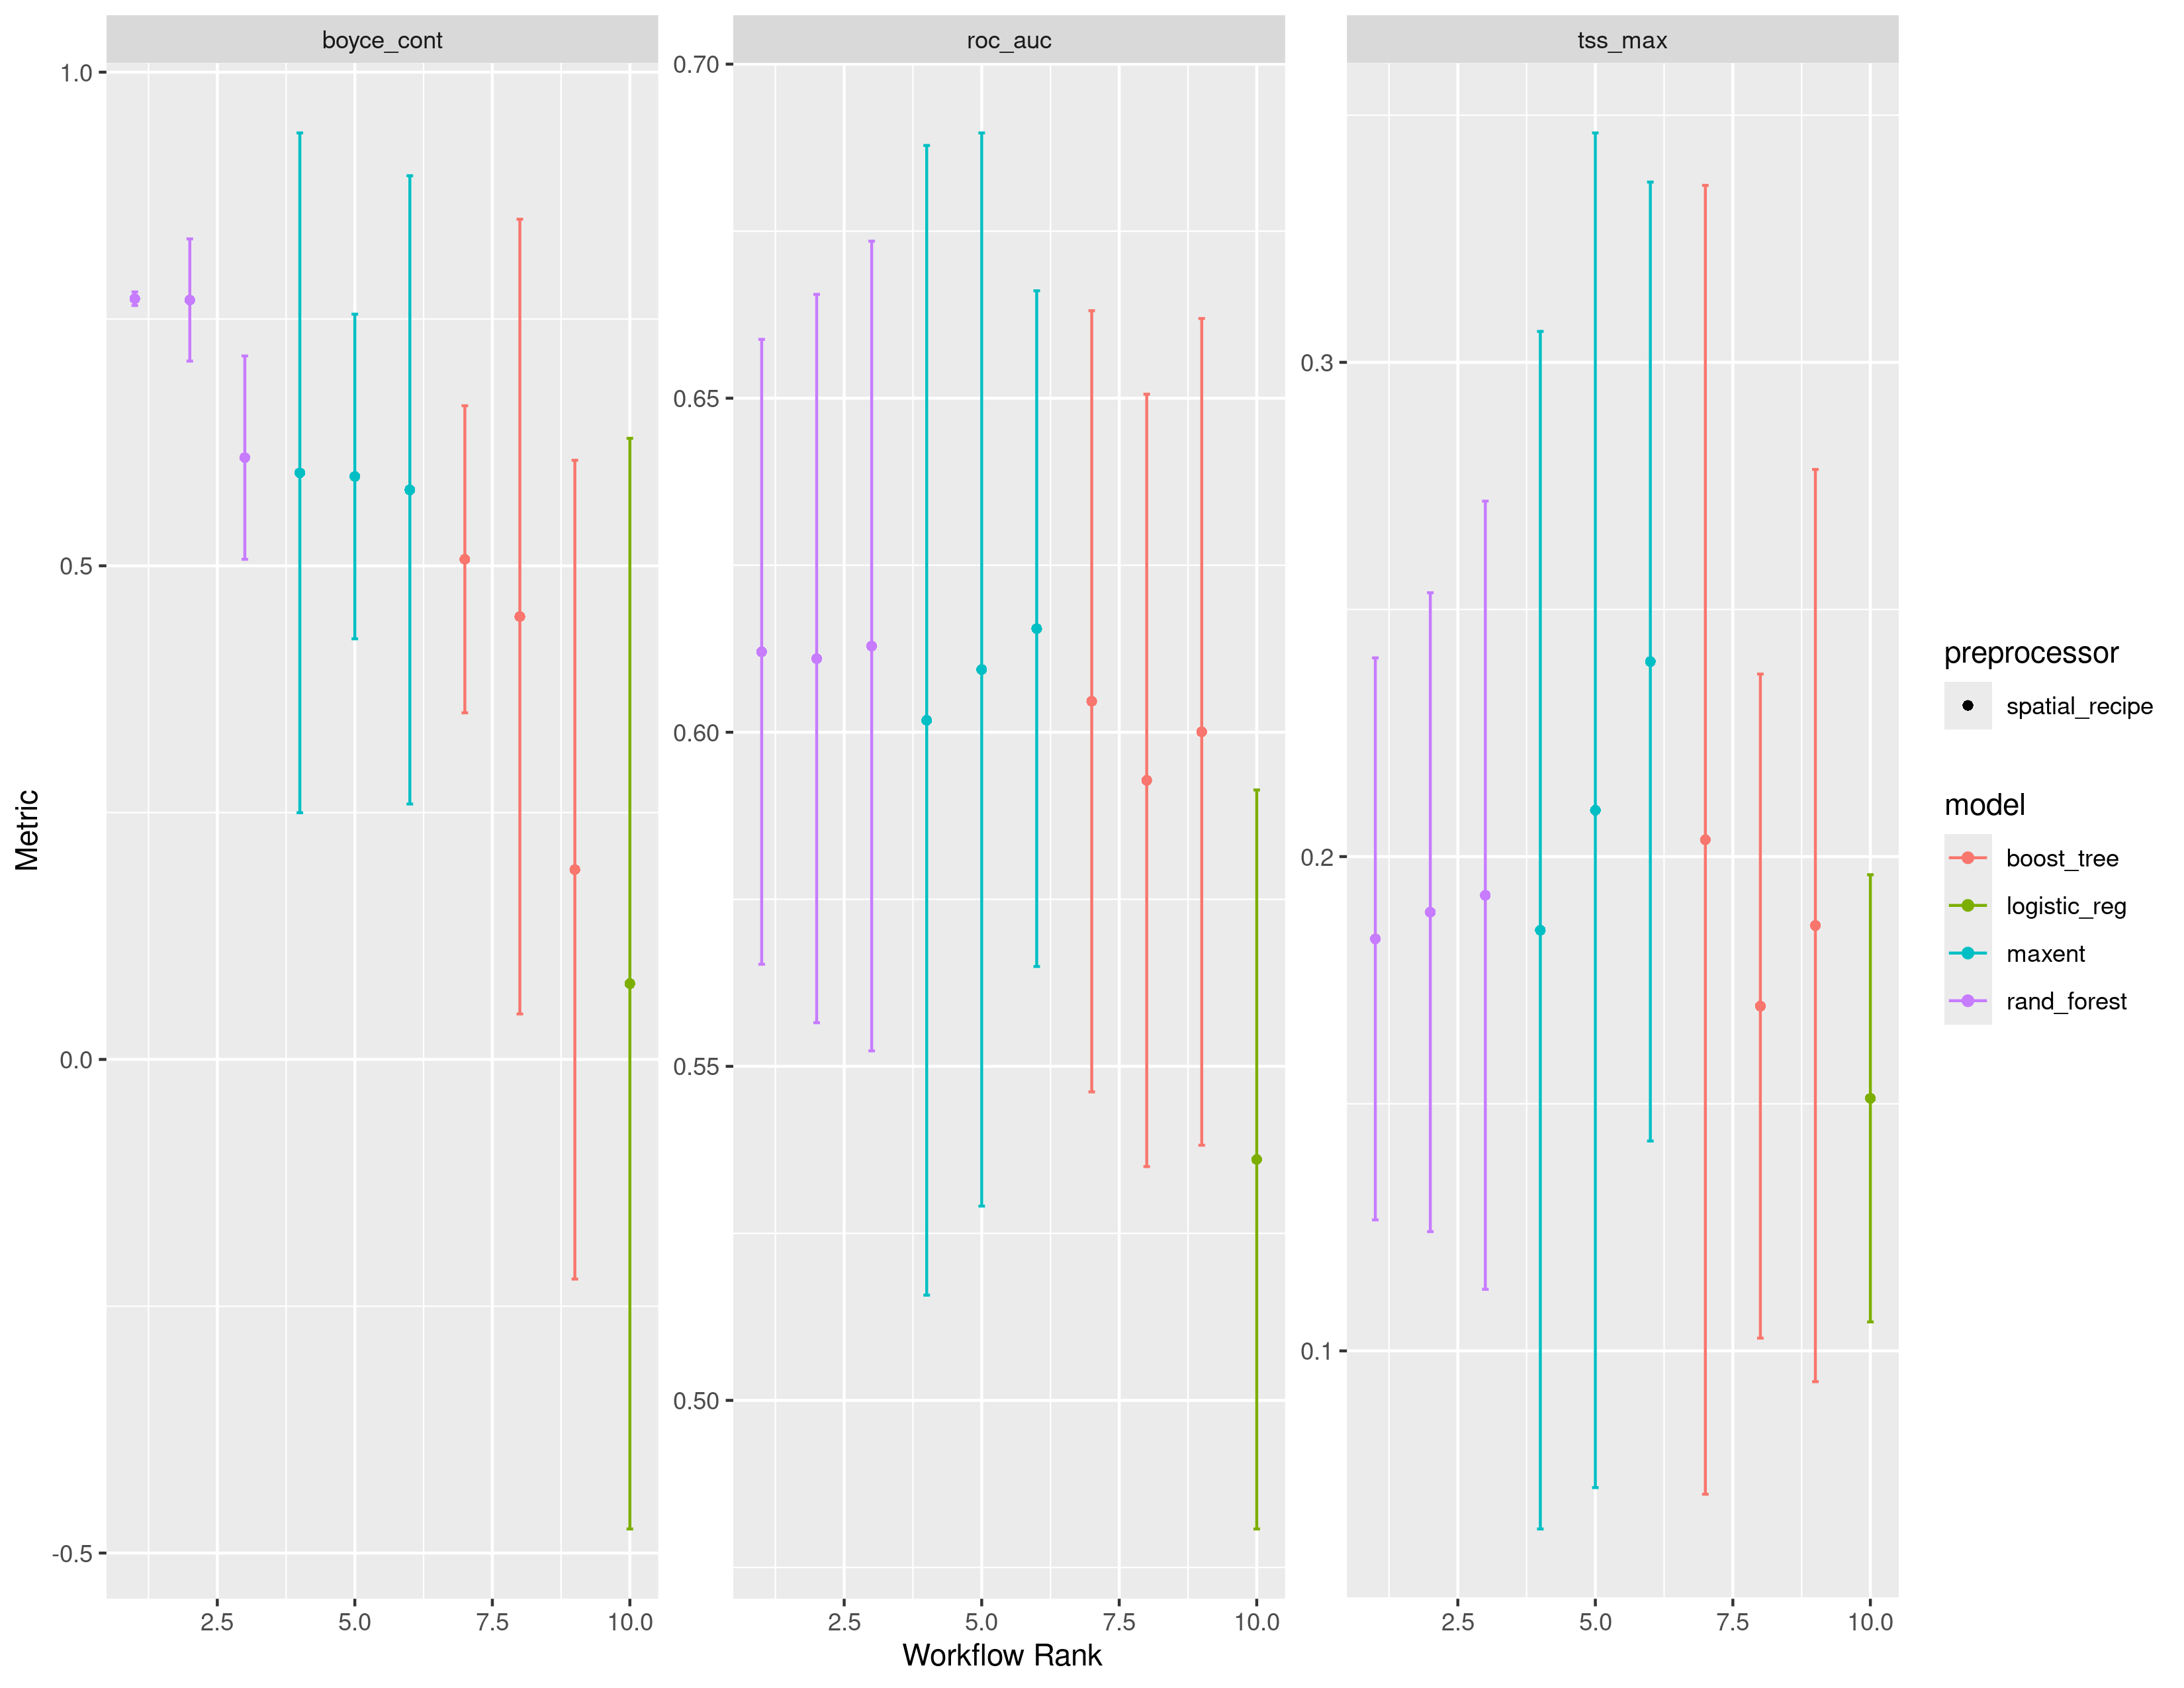 boyce_cont
roc_auc
tss_max
1.0
0.5
0.0
-0.5
0.70
0.65
0.60
0.55
0.50
0.3
0.2
0.1
2.5 5.0 7.5 10.0
2.5 5.0 7.5 10.0
2.5 5.0 7.5 10.0
Metric
Workflow Rank
preprocessor
spatial_recipe
model
boost_tree
logistic_reg
maxent
rand_forest